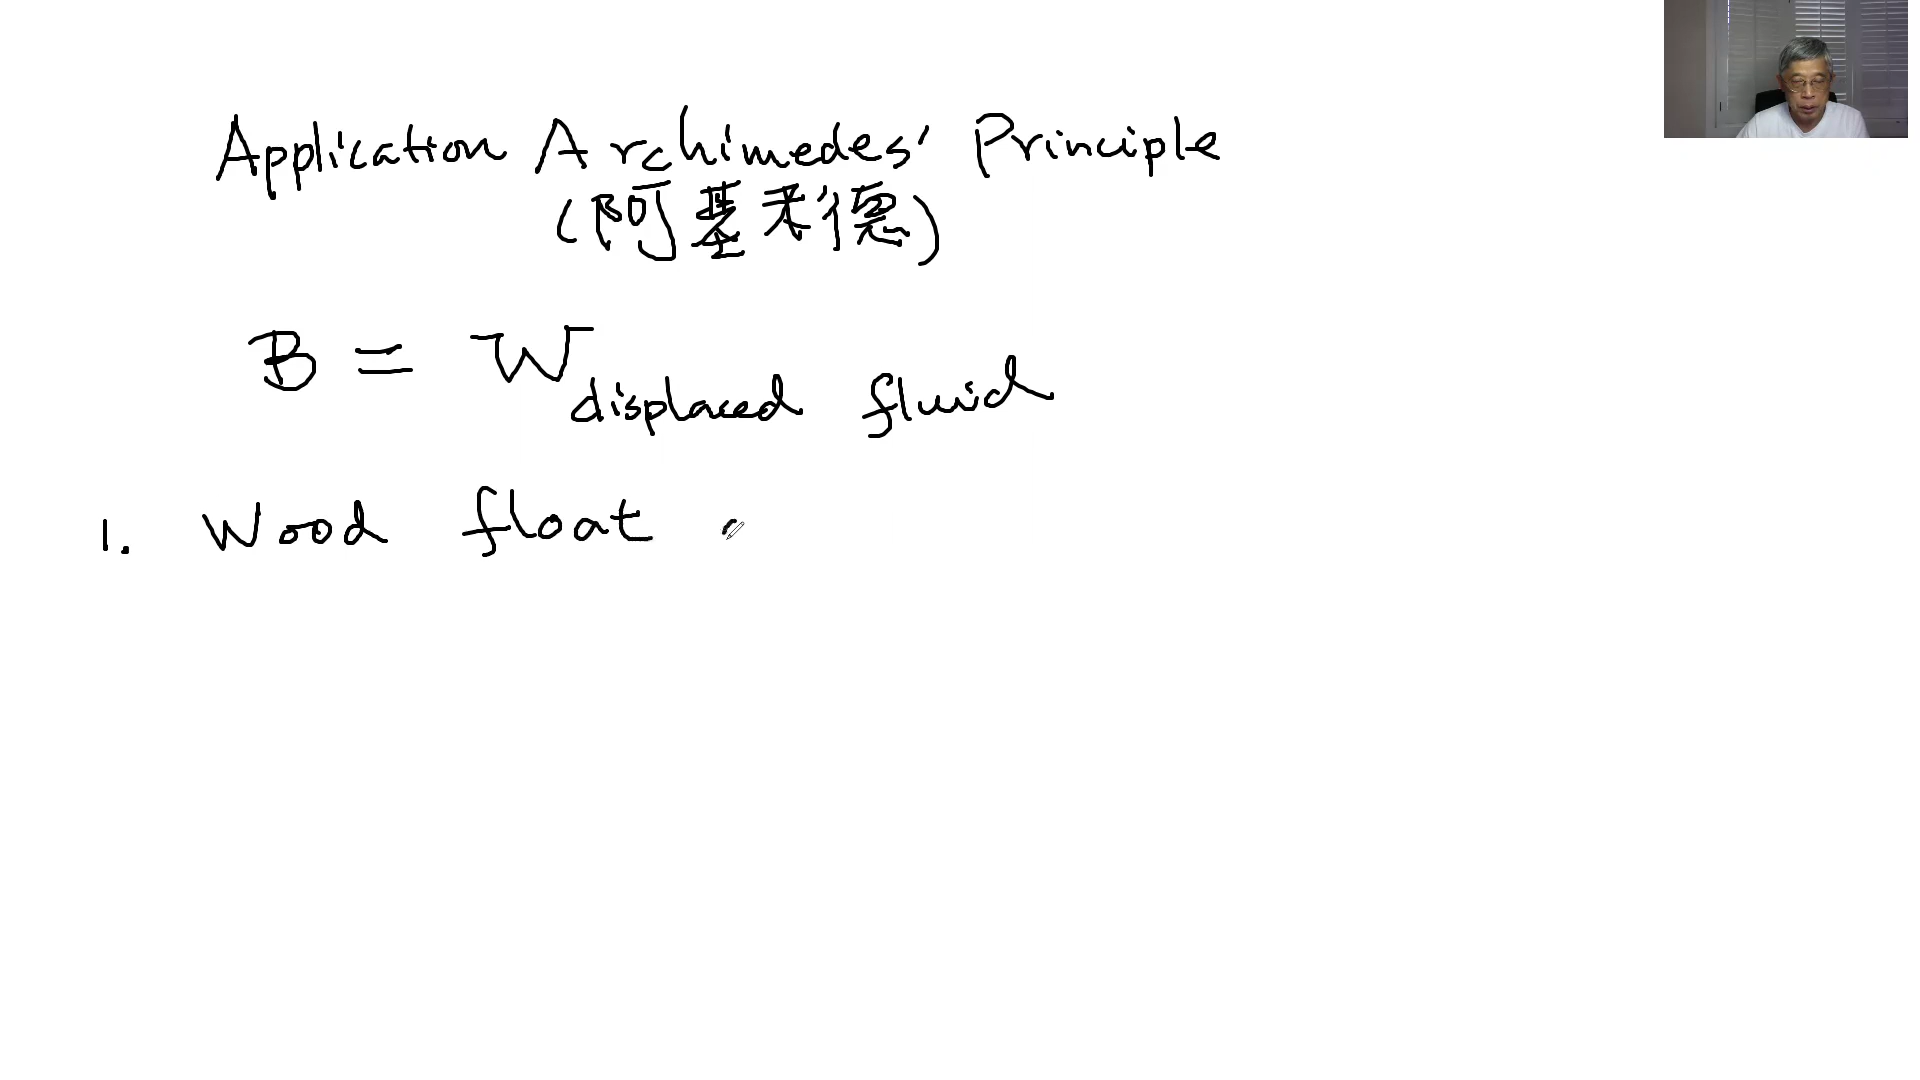 Application Archimedes' Principle
(阿基米德)
B = W displaced fluid
1. Wood float